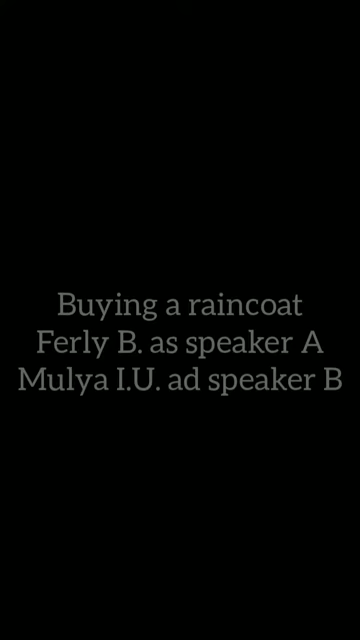 Buying a raincoat
Ferly B. as speaker A
Mulya I.U. ad speaker B